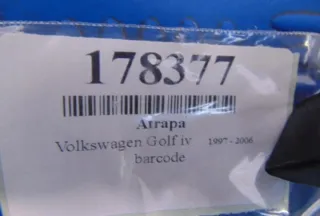 178377
Atrapa
Volkswagen Golf iv 1997 - 2006
barcode